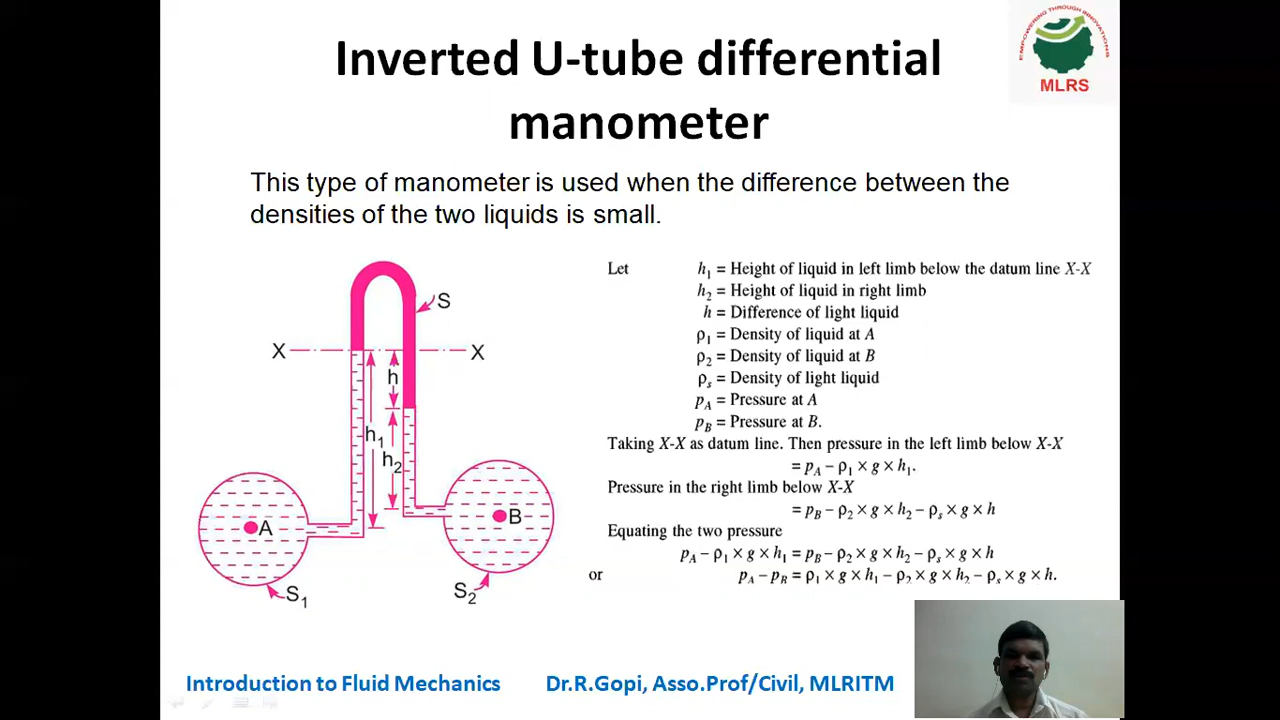 EMPOWERING THROUGH INNOVATIONS
MLRS
Inverted U-tube differential
manometer
This type of manometer is used when the difference between the
densities of the two liquids is small.
S
X
X
h
h₁
h₂
A
B
S₁
S₂
Let h₁ = Height of liquid in left limb below the datum line X-X
h₂ = Height of liquid in right limb
h = Difference of light liquid
ρ₁ = Density of liquid at A
ρ₂ = Density of liquid at B
ρₛ = Density of light liquid
p_A = Pressure at A
p_B = Pressure at B.
Taking X-X as datum line. Then pressure in the left limb below X-X
= p_A – ρ₁ × g × h₁.
Pressure in the right limb below X-X
= p_B – ρ₂ × g × h₂ – ρₛ × g × h
Equating the two pressure
p_A – ρ₁ × g × h₁ = p_B – ρ₂ × g × h₂ – ρₛ × g × h
or p_A – p_B = ρ₁ × g × h₁ – ρ₂ × g × h₂ – ρₛ × g × h.
Introduction to Fluid Mechanics Dr.R.Gopi, Asso.Prof/Civil, MLRITM